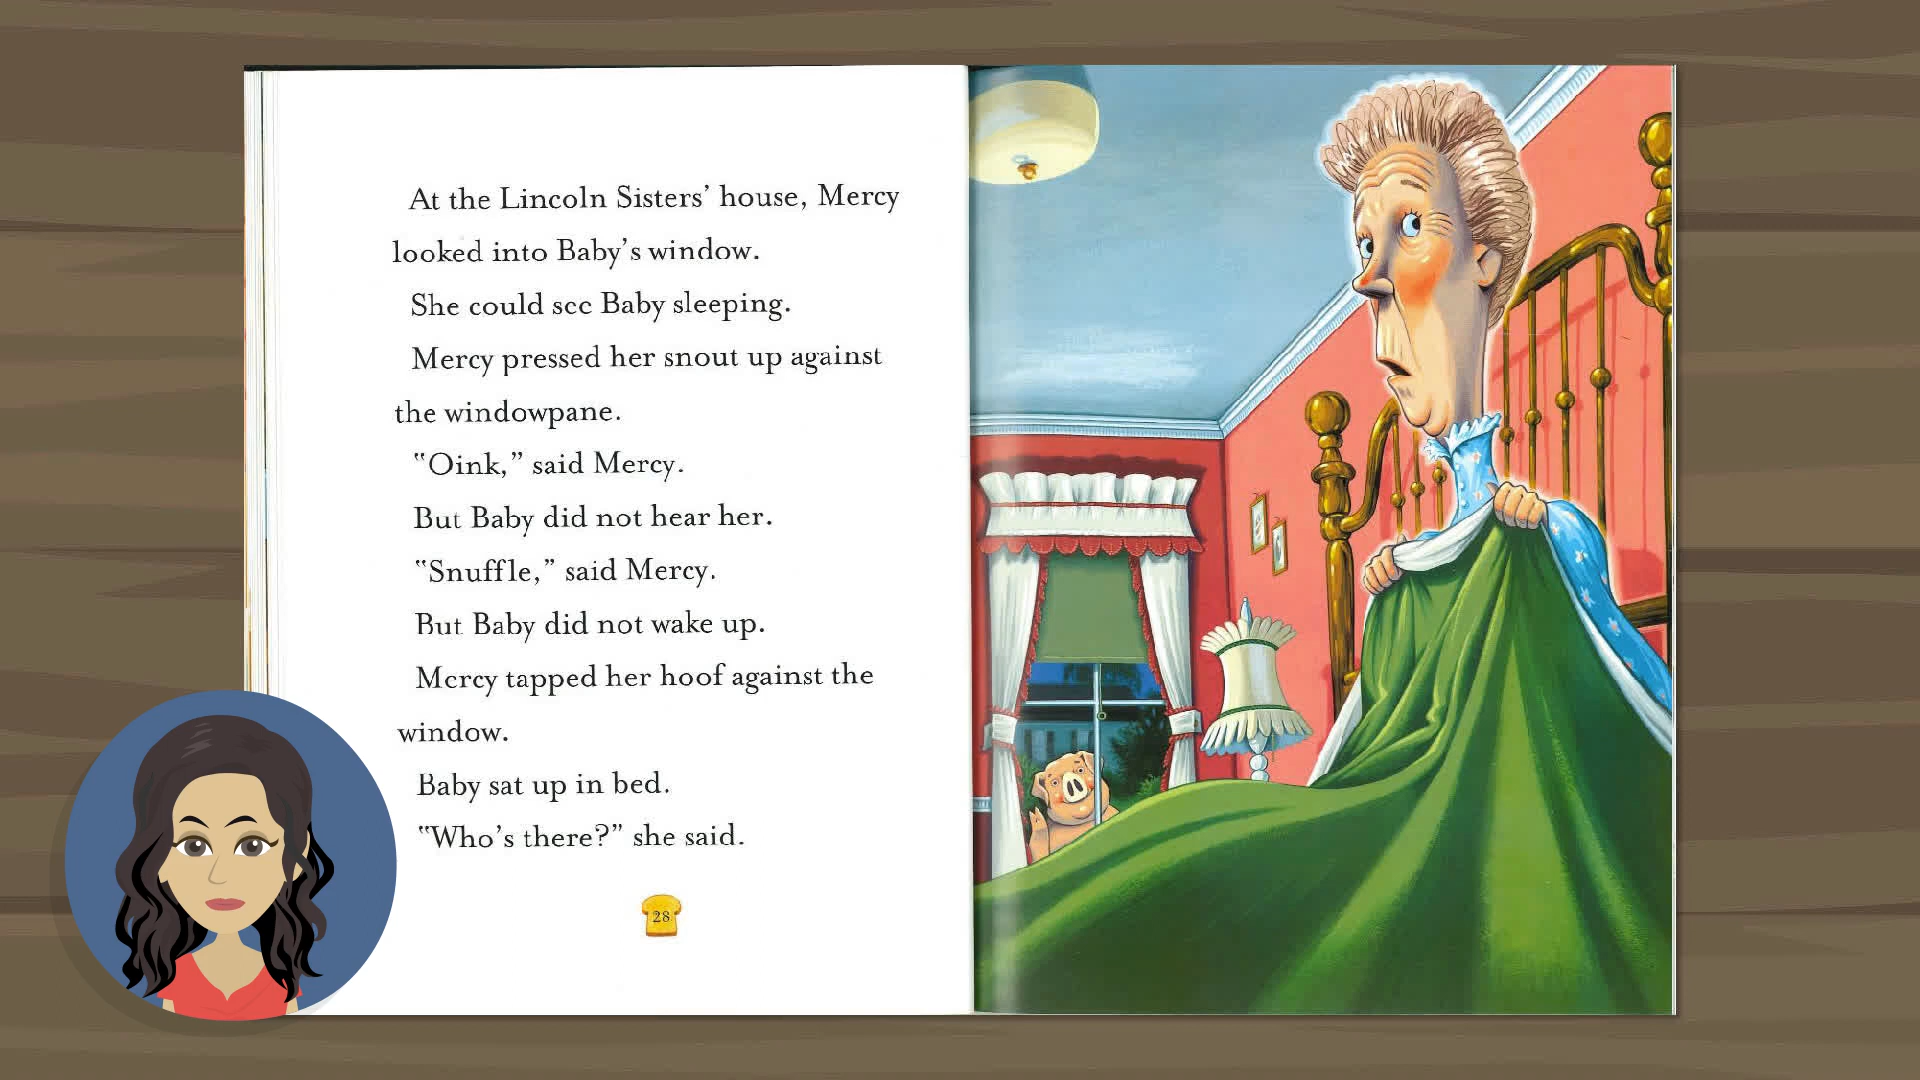 At the Lincoln Sisters’ house, Mercy
looked into Baby’s window.
She could see Baby sleeping.
Mercy pressed her snout up against
the windowpane.
“Oink,” said Mercy.
But Baby did not hear her.
“Snuffle,” said Mercy.
But Baby did not wake up.
Mercy tapped her hoof against the
window.
Baby sat up in bed.
“Who’s there?” she said.
28